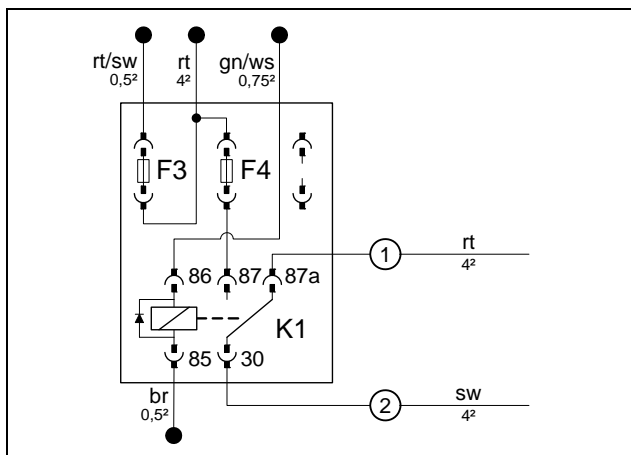 rt/sw rt gn/ws
0,5² 4² 0,75²
F3 F4
86 87 87a 1 rt
4²
K1
85 30
br 2 sw
0,5² 4²